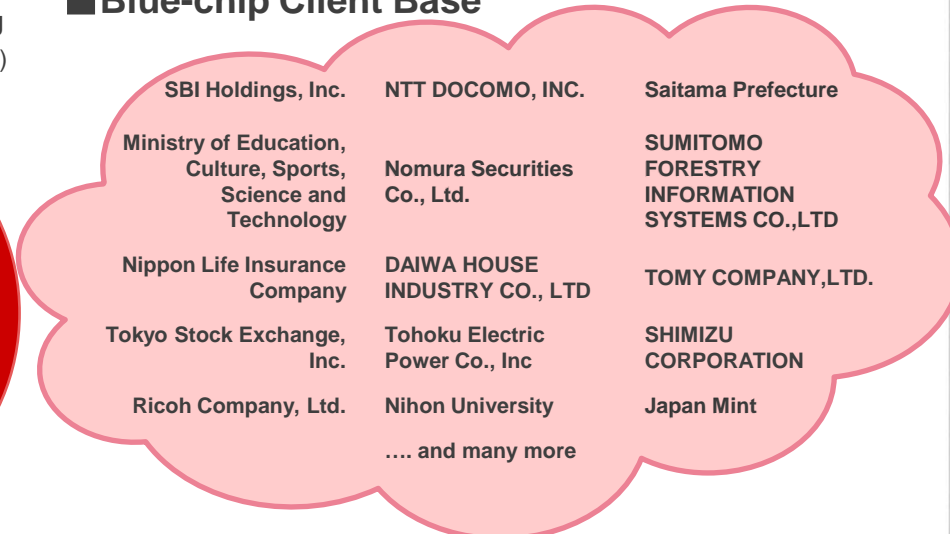 ■Blue-chip Client Base
)
SBI Holdings, Inc.
NTT DOCOMO, INC.
Saitama Prefecture
Ministry of Education,
Culture, Sports,
Science and
Technology
Nomura Securities
Co., Ltd.
SUMITOMO
FORESTRY
INFORMATION
SYSTEMS CO.,LTD
Nippon Life Insurance
Company
DAIWA HOUSE
INDUSTRY CO., LTD
TOMY COMPANY,LTD.
Tokyo Stock Exchange,
Inc.
Tohoku Electric
Power Co., Inc
SHIMIZU
CORPORATION
Ricoh Company, Ltd.
Nihon University
Japan Mint
…. and many more